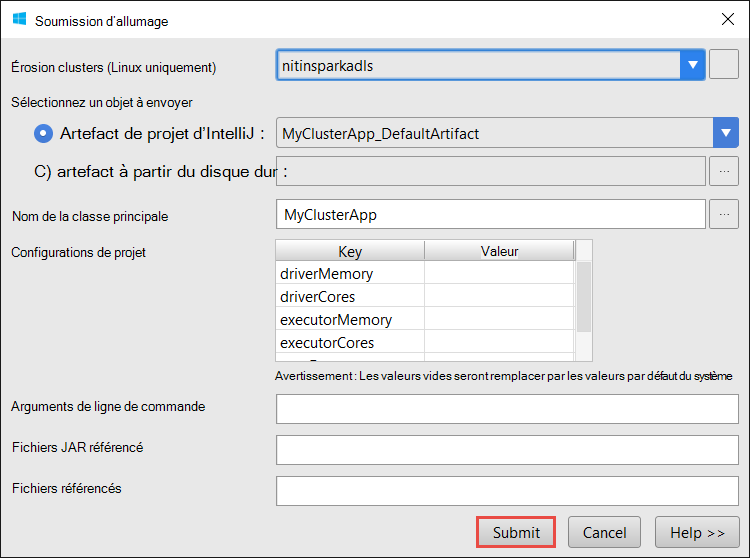 Soumission d'allumage
Érosion clusters (Linux uniquement)
nitinsparkadls
Sélectionnez un objet à envoyer
Artefact de projet d'IntelliJ :
MyClusterApp_DefaultArtifact
C) artefact à partir du disque dur :
...
Nom de la classe principale
MyClusterApp
...
Configurations de projet
Key Valeur
driverMemory
driverCores
executorMemory
executorCores
Avertissement : Les valeurs vides seront remplacer par les valeurs par défaut du système
Arguments de ligne de commande
Fichiers JAR référencé
Fichiers référencés
Submit Cancel Help >>